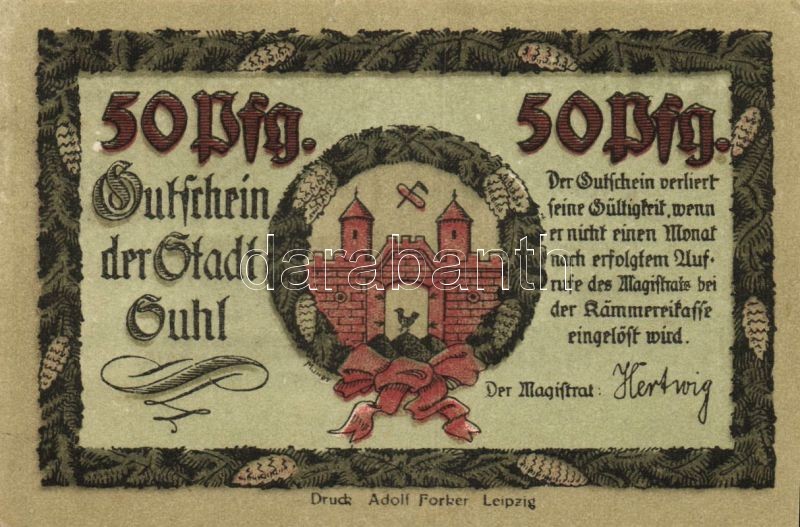 50 Pfg.
50 Pfg.
Gutschein
der Stadt
Suhl
Der Gutschein verliert
seine Gültigkeit, wenn
er nicht einen Monat
nach erfolgtem Auf-
rufe des Magistrats bei
der Kämmereikasse
eingelöst wird.
Der Magistrat: Hertwig
darabanth
Druck Adolf Forker Leipzig